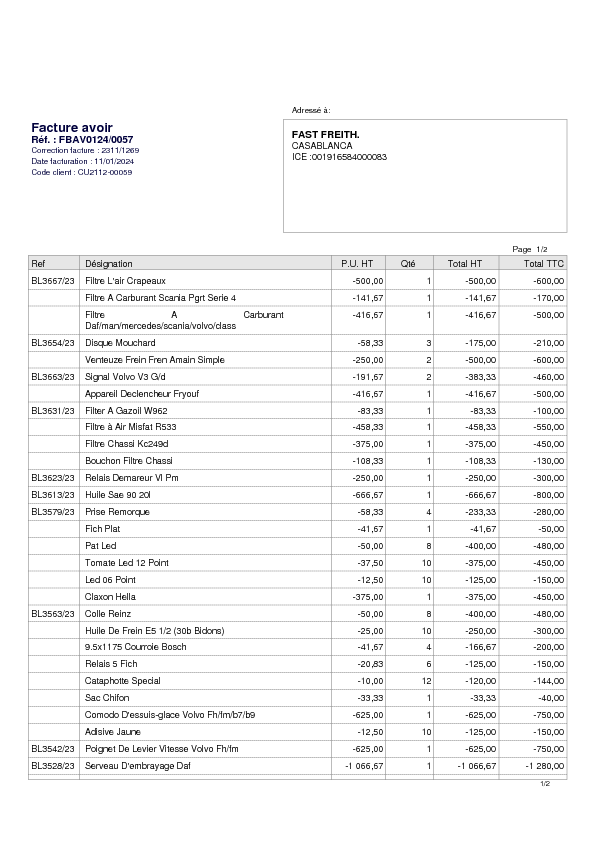 Adressé à:
Facture avoir
Réf. : FBAV0124/0057
Correction facture : 2311/1269
Date facturation : 11/01/2024
Code client : CU2112-00059
FAST FREITH.
CASABLANCA
ICE :001916584000083
Page 1/2
Ref Désignation P.U. HT Qté Total HT Total TTC
BL3667/23 Filtre L'air Crapeaux -500,00 1 -500,00 -600,00
Filtre A Carburant Scania Pgrt Serie 4 -141,67 1 -141,67 -170,00
Filtre A Carburant -416,67 1 -416,67 -500,00
Daf/man/mercedes/scania/volvo/class
BL3654/23 Disque Mouchard -58,33 3 -175,00 -210,00
Venteuze Frein Fren Amain Simple -250,00 2 -500,00 -600,00
BL3663/23 Signal Volvo V3 G/d -191,67 2 -383,33 -460,00
Appareil Declencheur Fryouf -416,67 1 -416,67 -500,00
BL3631/23 Filter A Gazoil W962 -83,33 1 -83,33 -100,00
Filtre à Air Misfat R533 -458,33 1 -458,33 -550,00
Filtre Chassi Kc249d -375,00 1 -375,00 -450,00
Bouchon Filtre Chassi -108,33 1 -108,33 -130,00
BL3623/23 Relais Demareur Vl Pm -250,00 1 -250,00 -300,00
BL3613/23 Huile Sae 90 20l -666,67 1 -666,67 -800,00
BL3579/23 Prise Remorque -58,33 4 -233,33 -280,00
Fich Plat -41,67 1 -41,67 -50,00
Pat Led -50,00 8 -400,00 -480,00
Tomate Led 12 Point -37,50 10 -375,00 -450,00
Led 06 Point -12,50 10 -125,00 -150,00
Claxon Hella -375,00 1 -375,00 -450,00
BL3563/23 Colle Reinz -50,00 8 -400,00 -480,00
Huile De Frein E5 1/2 (30b Bidons) -25,00 10 -250,00 -300,00
9.5x1175 Courroie Bosch -41,67 4 -166,67 -200,00
Relais 5 Fich -20,83 6 -125,00 -150,00
Cataphotte Special -10,00 12 -120,00 -144,00
Sac Chifon -33,33 1 -33,33 -40,00
Comodo D'essuis-glace Volvo Fh/fm/b7/b9 -625,00 1 -625,00 -750,00
Adisive Jaune -12,50 10 -125,00 -150,00
BL3542/23 Poignet De Levier Vitesse Volvo Fh/fm -625,00 1 -625,00 -750,00
BL3528/23 Serveau D'embrayage Daf -1 066,67 1 -1 066,67 -1 280,00
1/2